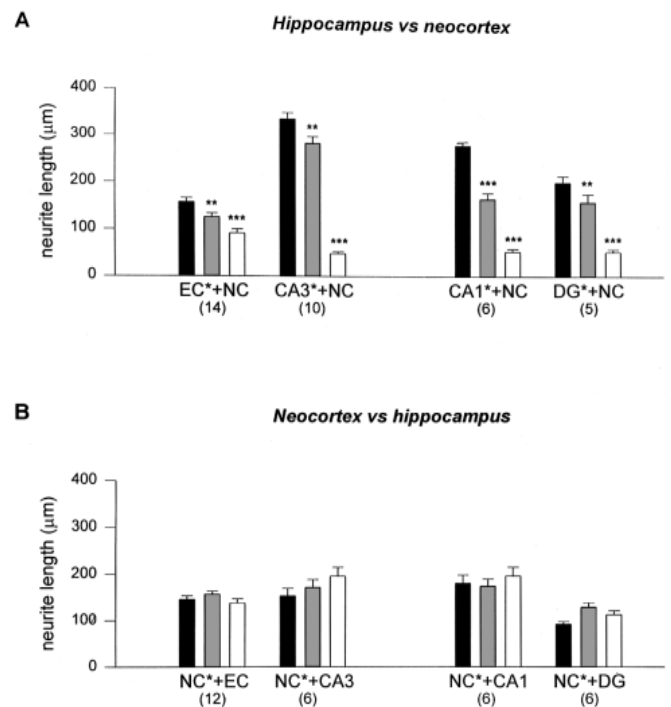 A
Hippocampus vs neocortex
neurite length (µm)
400
300
200
100
0
** *** ** *** *** *** ** ***
EC*+NC CA3*+NC CA1*+NC DG*+NC
(14) (10) (6) (5)
B
Neocortex vs hippocampus
neurite length (µm)
400
300
200
100
0
NC*+EC NC*+CA3 NC*+CA1 NC*+DG
(12) (6) (6) (6)